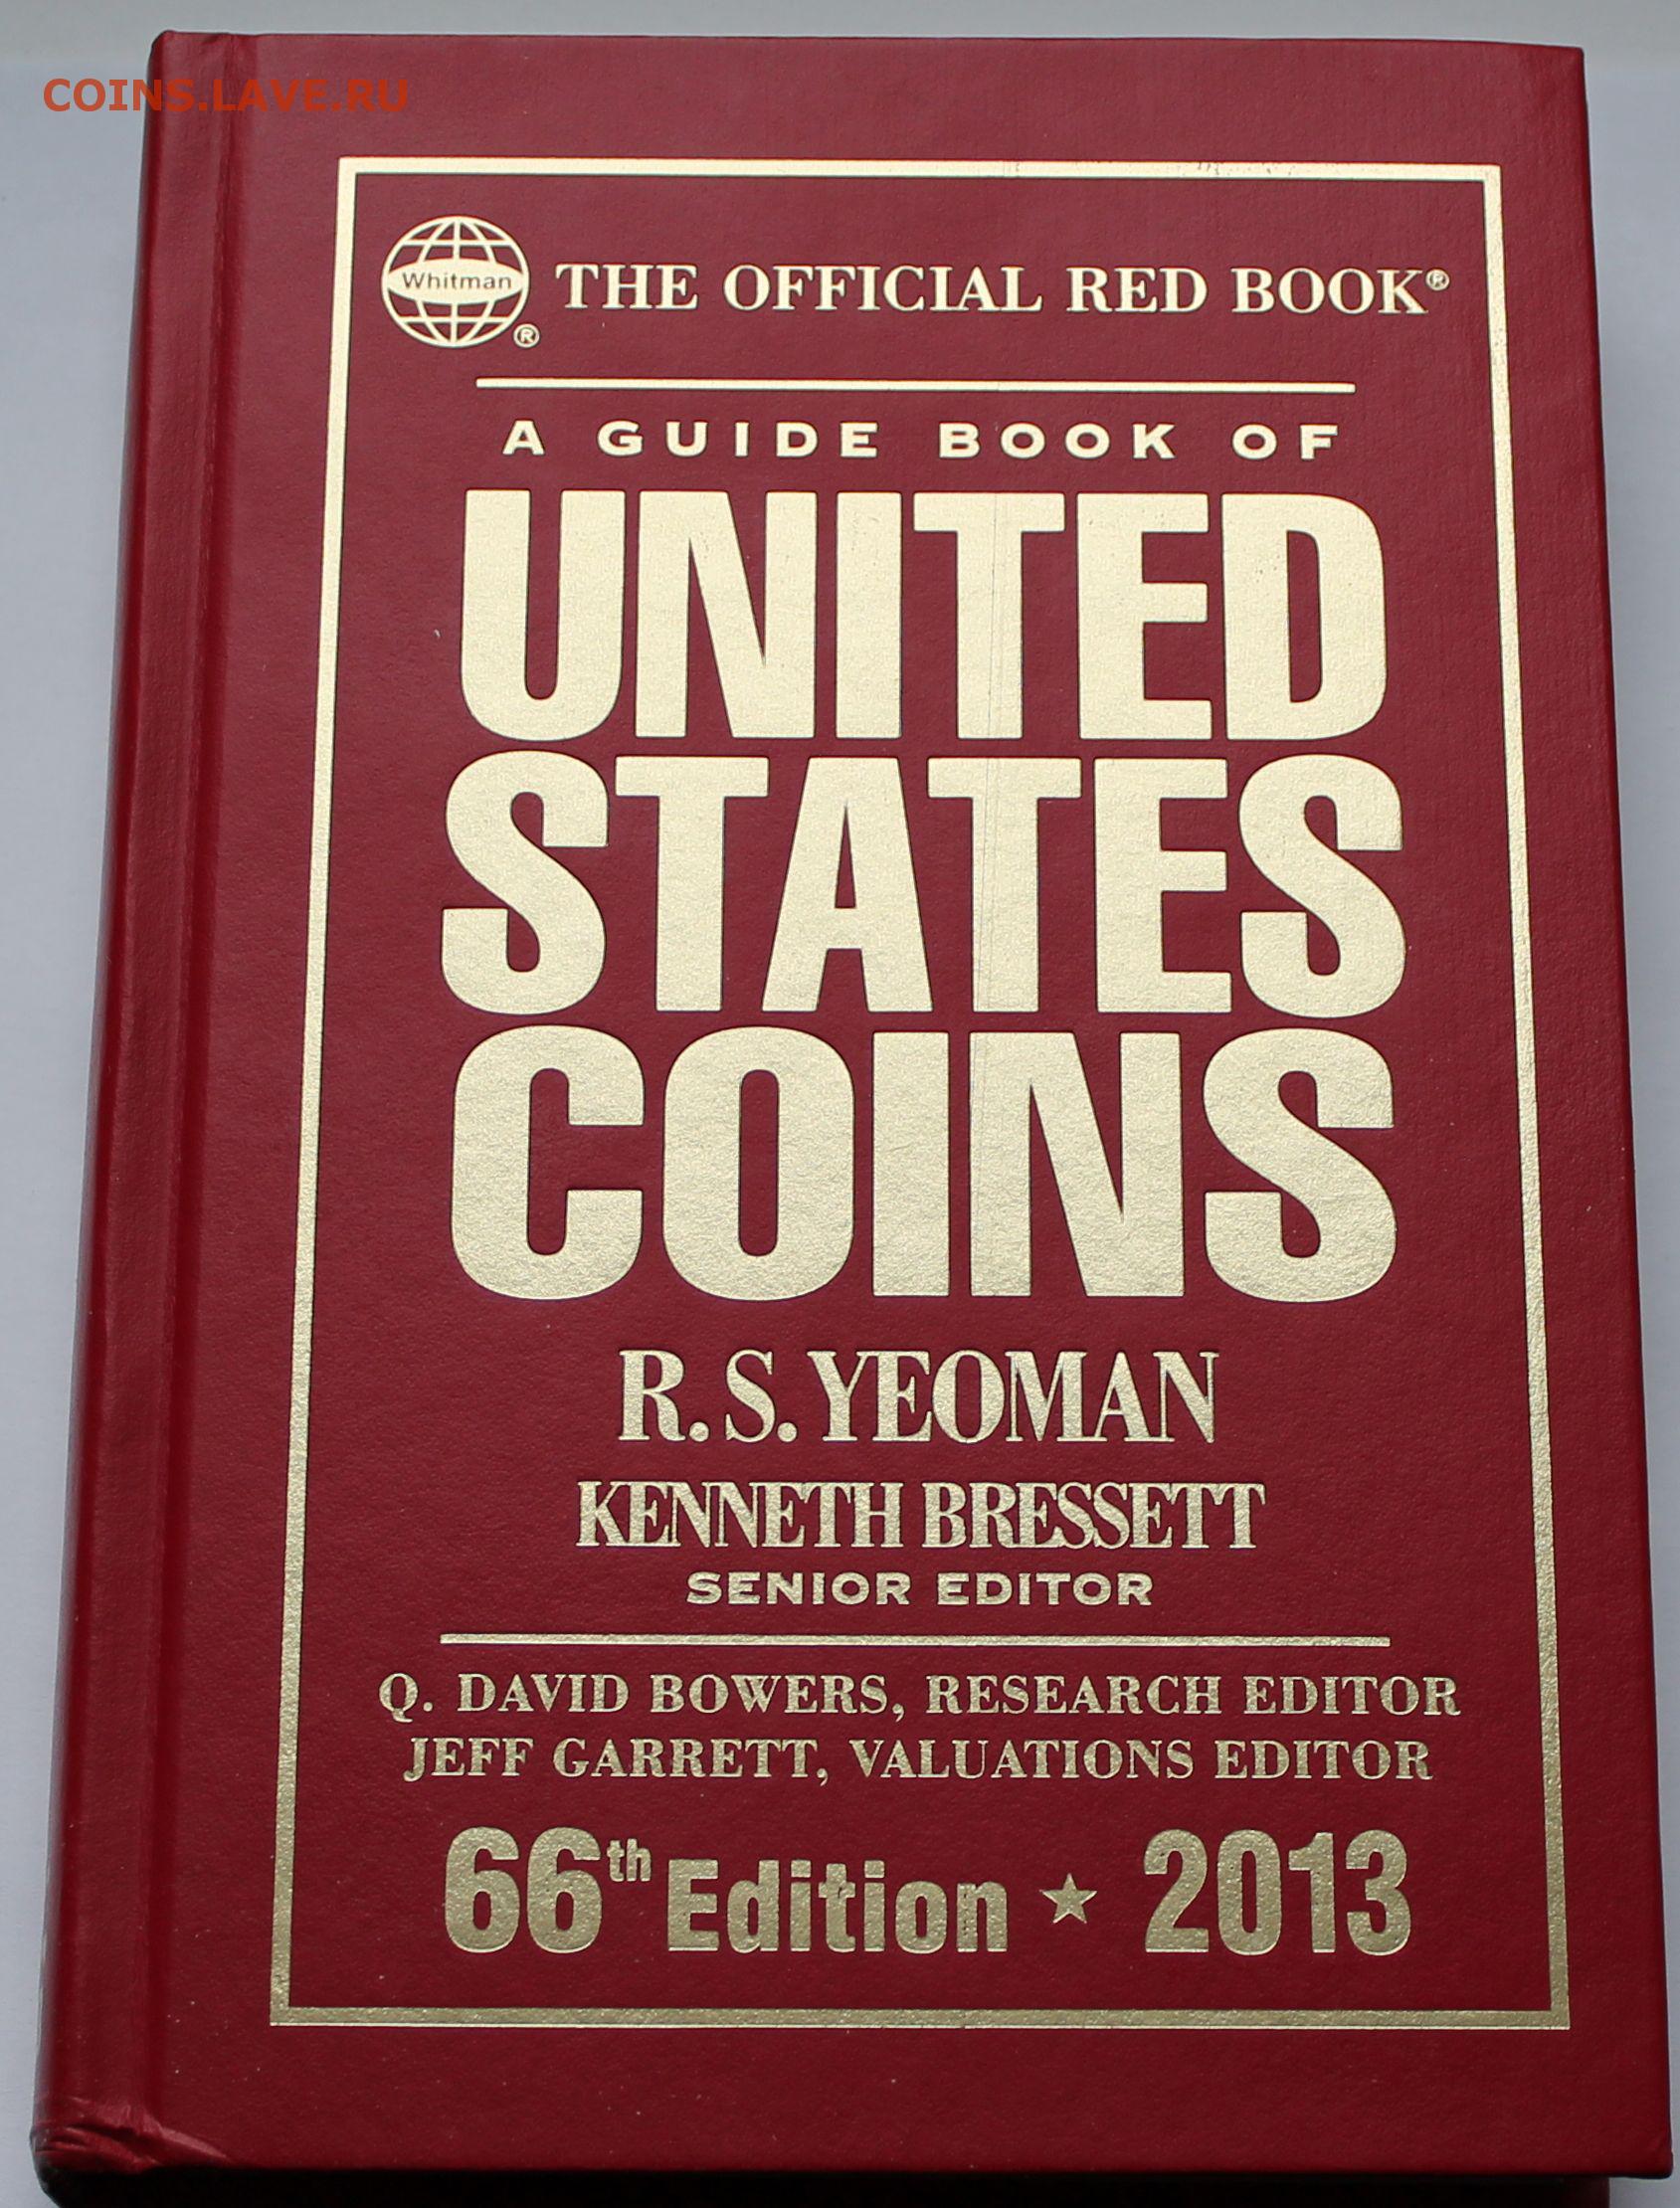 COINS.LAVE.RU
Whitman®
THE OFFICIAL RED BOOK®
A GUIDE BOOK OF
UNITED
STATES
COINS
R. S. YEOMAN
KENNETH BRESSETT
SENIOR EDITOR
Q. DAVID BOWERS, RESEARCH EDITOR
JEFF GARRETT, VALUATIONS EDITOR
66th Edition ★ 2013